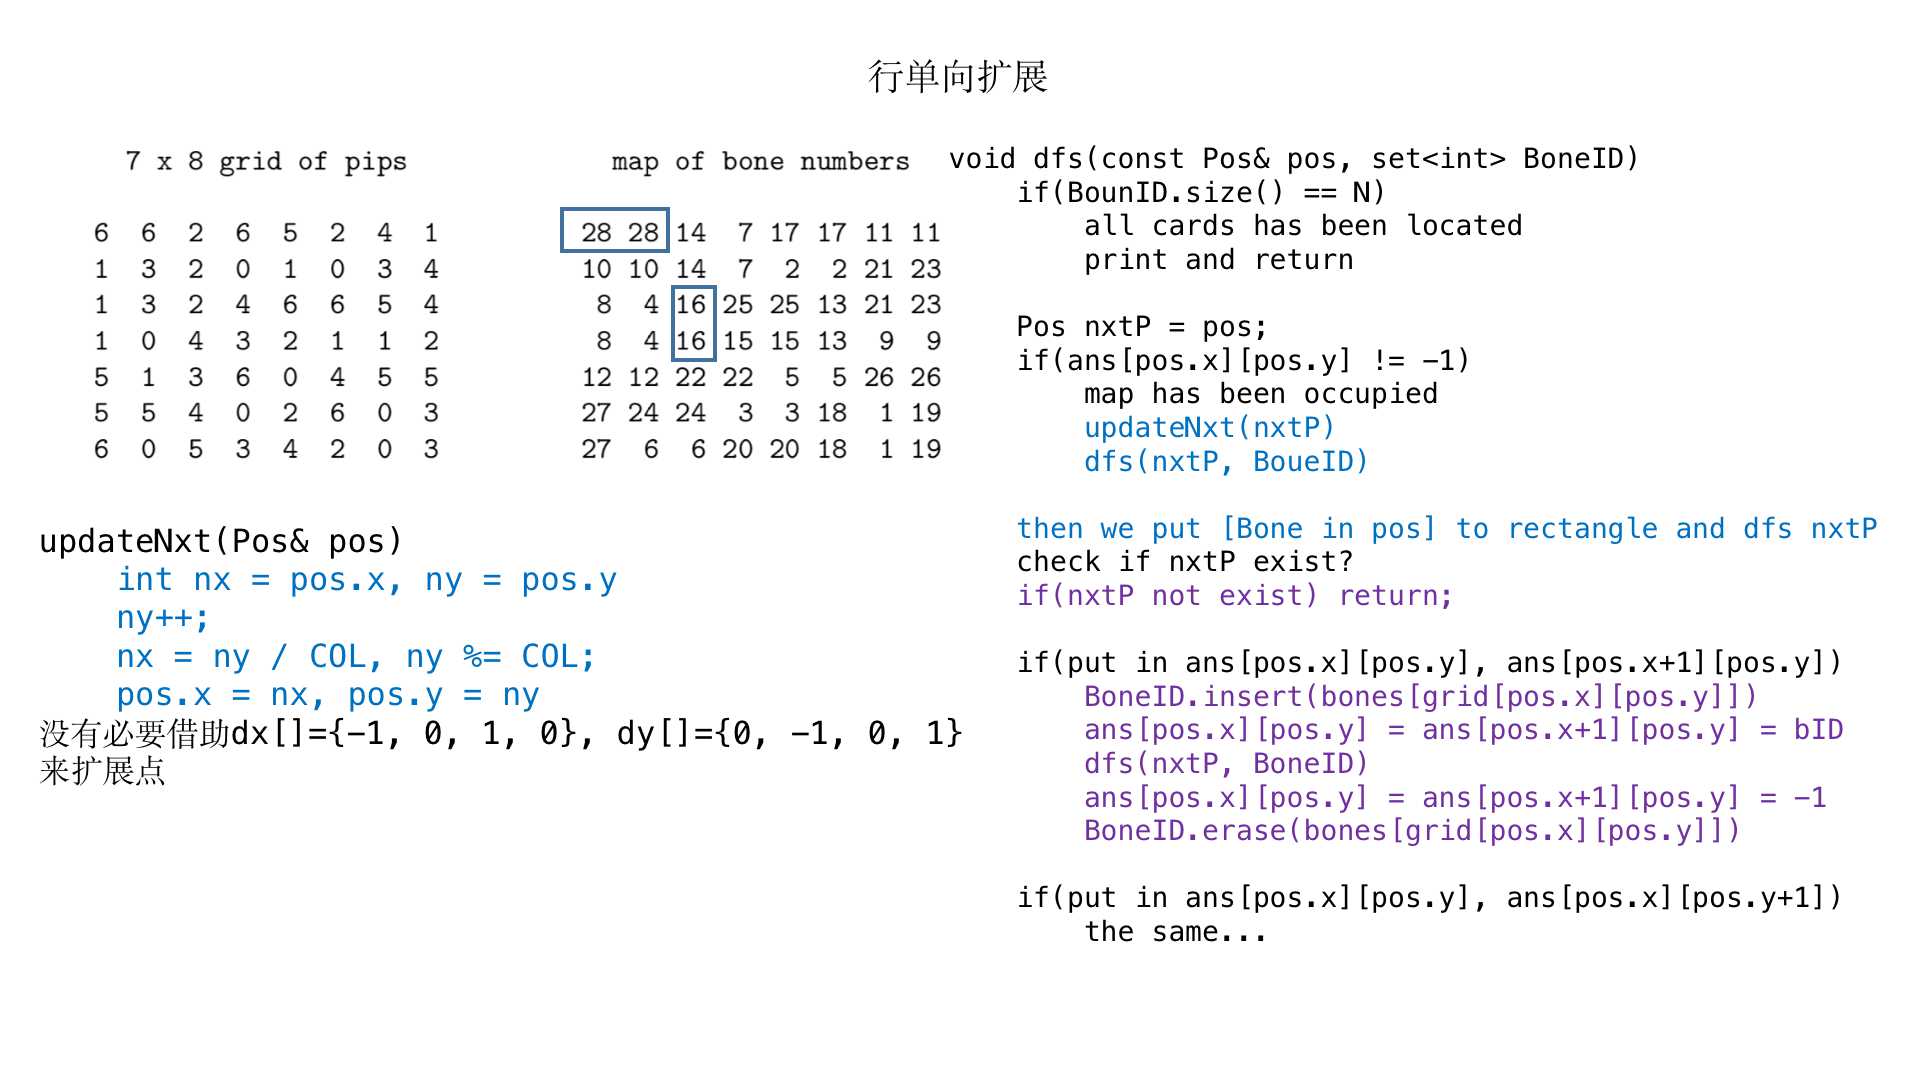 行单向扩展
7 x 8 grid of pips
6 6 2 6 5 2 4 1
1 3 2 0 1 0 3 4
1 3 2 4 6 6 5 4
1 0 4 3 2 1 1 2
5 1 3 6 0 4 5 5
5 5 4 0 2 6 0 3
6 0 5 3 4 2 0 3
map of bone numbers
28 28 14 7 17 17 11 11
10 10 14 7 2 2 21 23
8 4 16 25 25 13 21 23
8 4 16 15 15 13 9 9
12 12 22 22 5 5 26 26
27 24 24 3 3 18 1 19
27 6 6 20 20 18 1 19
updateNxt(Pos& pos)
int nx = pos.x, ny = pos.y
ny++;
nx = ny / COL, ny %= COL;
pos.x = nx, pos.y = ny
没有必要借助dx[]={-1, 0, 1, 0}, dy[]={0, -1, 0, 1}
来扩展点
void dfs(const Pos& pos, set<int> BoneID)
if(BounID.size() == N)
all cards has been located
print and return
Pos nxtP = pos;
if(ans[pos.x][pos.y] != -1)
map has been occupied
updateNxt(nxtP)
dfs(nxtP, BoueID)
then we put [Bone in pos] to rectangle and dfs nxtP
check if nxtP exist?
if(nxtP not exist) return;
if(put in ans[pos.x][pos.y], ans[pos.x+1][pos.y])
BoneID.insert(bones[grid[pos.x][pos.y]])
ans[pos.x][pos.y] = ans[pos.x+1][pos.y] = bID
dfs(nxtP, BoneID)
ans[pos.x][pos.y] = ans[pos.x+1][pos.y] = -1
BoneID.erase(bones[grid[pos.x][pos.y]])
if(put in ans[pos.x][pos.y], ans[pos.x][pos.y+1])
the same...